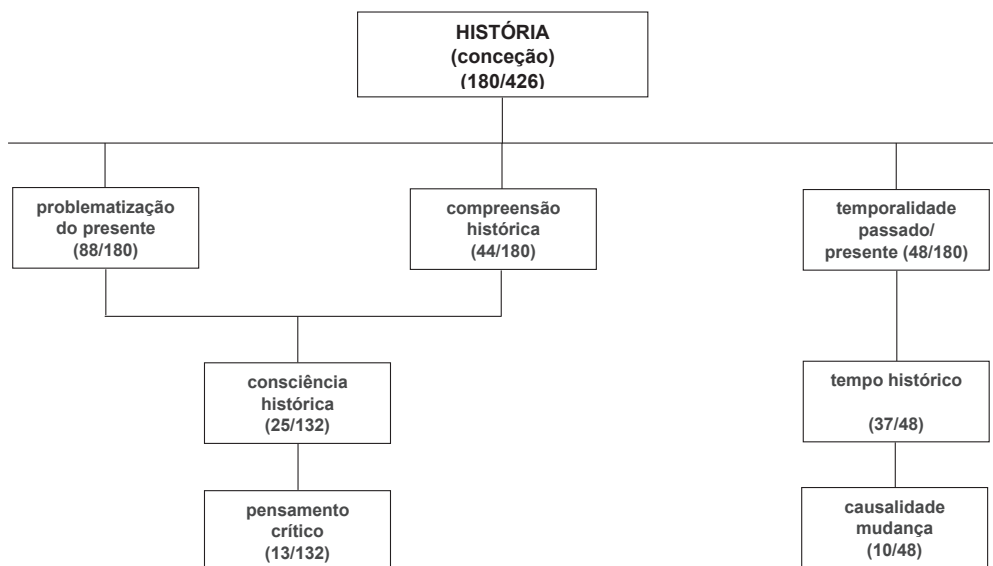 HISTÓRIA
(conceção)
(180/426)
problematização
do presente
(88/180)
compreensão
histórica
(44/180)
temporalidade
passado/
presente (48/180)
consciência
histórica
(25/132)
tempo histórico
(37/48)
pensamento
crítico
(13/132)
causalidade
mudança
(10/48)